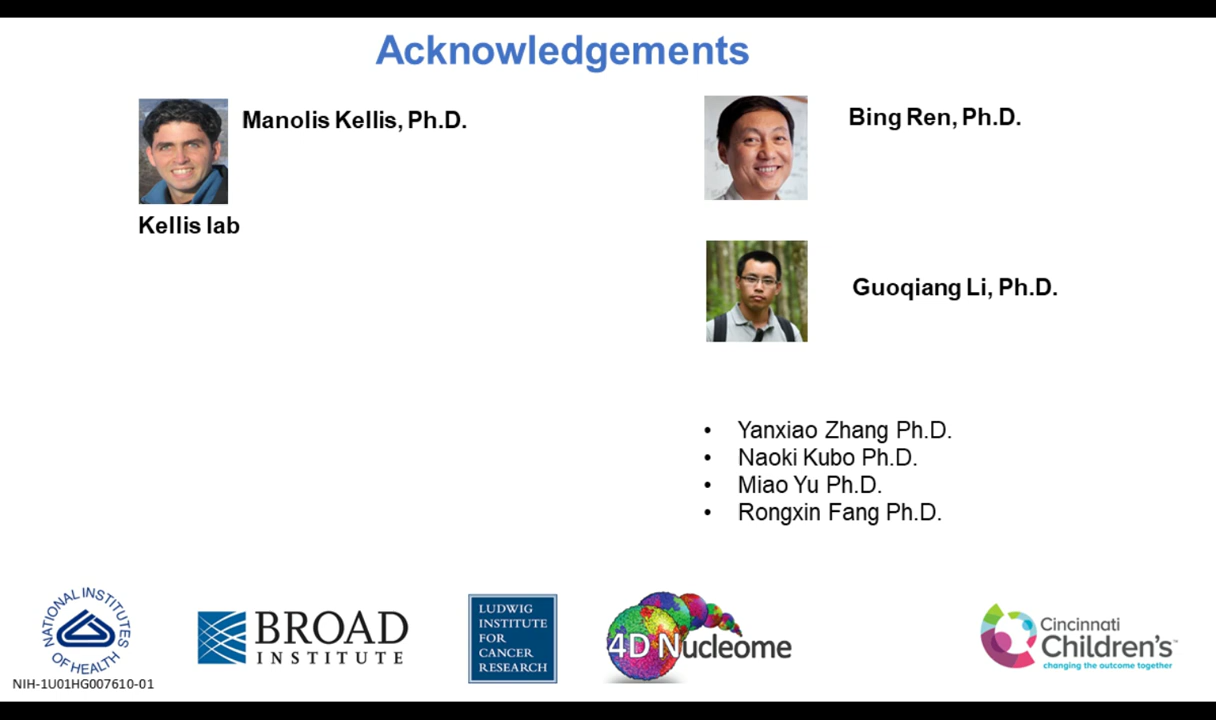 Acknowledgements
Manolis Kellis, Ph.D.
Kellis lab
Bing Ren, Ph.D.
Guoqiang Li, Ph.D.
• Yanxiao Zhang Ph.D.
• Naoki Kubo Ph.D.
• Miao Yu Ph.D.
• Rongxin Fang Ph.D.
NATIONAL INSTITUTES
OF HEALTH
NIH-1U01HG007610-01
BROAD
INSTITUTE
LUDWIG
INSTITUTE
FOR
CANCER
RESEARCH
4D Nucleome
Cincinnati
Children's™
changing the outcome together